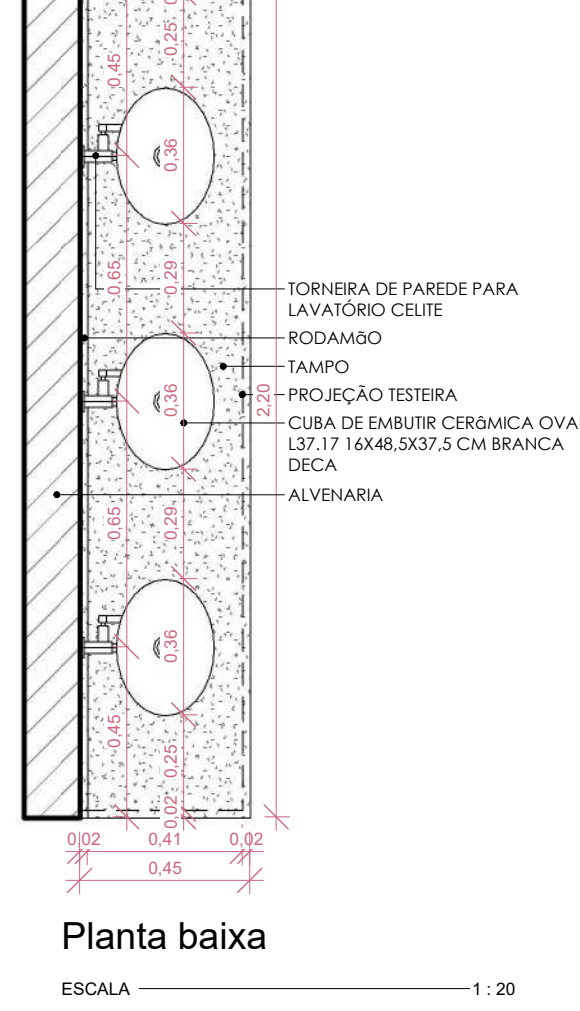 0,45
0,25
0,36
0,65
0,29
TORNEIRA DE PAREDE PARA
LAVATÓRIO CELITE
RODAMãO
TAMPO
PROJEÇÃO TESTEIRA
0,36
2,20
CUBA DE EMBUTIR CERâMICA OVAL
L37.17 16X48,5X37,5 CM BRANCA
DECA
ALVENARIA
0,65
0,29
0,36
0,45
0,25
0,02
0,02 0,41 0,02
0,45
Planta baixa
ESCALA 1 : 20